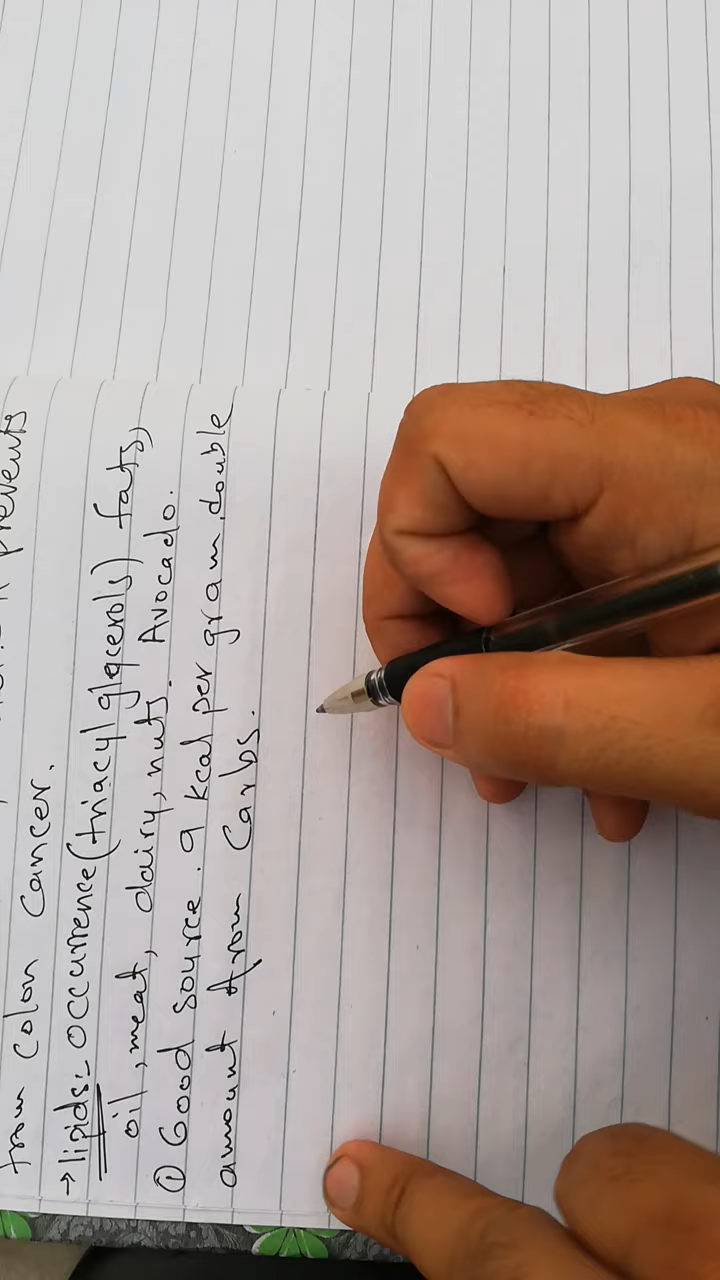 prevents
from Colon Cancer.
→ lipids:- occurrence (triacylglycerols) fats,
oil, meat, dairy, nuts. Avocado.
① Good source. 9 kcal per gram, double
amount from Carbs.